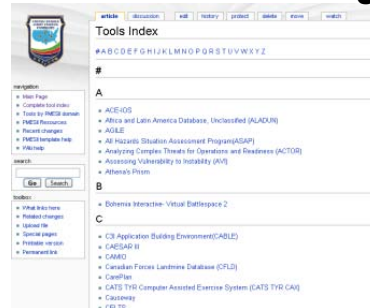 article discussion edit history protect delete move watch
Tools Index
# A B C D E F G H I J K L M N O P Q R S T U V W X Y Z
#
A
ACE-IOS
Africa and Latin America Database, Unclassified (ALADUN)
AGILE
All Hazards Situation Assessment Program(ASAP)
Analyzing Complex Threats for Operations and Readiness (ACTOR)
Assessing Vulnerability to Instability (AVI)
Athena's Prism
B
Bohemia Interactive- Virtual Battlespace 2
C
C3I Application Building Environment(CABLE)
CAESAR III
CAMIO
Canadian Forces Landmine Database (CFLD)
CarePlan
CATS TYR Computer Assisted Exercise System (CATS TYR CAX)
Causeway
CELTS
navigation
Main Page
Complete tool index
Tools by PMESII domain
PMESII Resources
Recent changes
PMESII template help
Wiki help
search
Go Search
toolbox
What links here
Related changes
Upload file
Special pages
Printable version
Permanent link